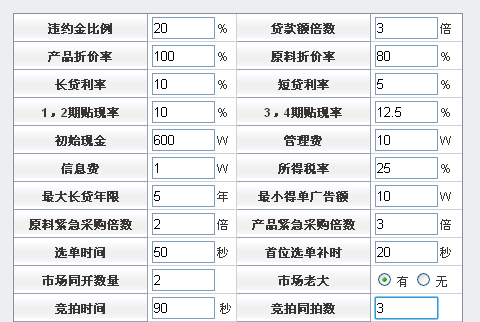 违约金比例 20 % 贷款额倍数 3 倍
产品折价率 100 % 原料折价率 80 %
长贷利率 10 % 短贷利率 5 %
1，2期贴现率 10 % 3，4期贴现率 12.5 %
初始现金 600 W 管理费 10 W
信息费 1 W 所得税率 25 %
最大长贷年限 5 年 最小得单广告额 10 W
原料紧急采购倍数 2 倍 产品紧急采购倍数 3 倍
选单时间 50 秒 首位选单补时 20 秒
市场同开数量 2 市场老大 有 无
竞拍时间 90 秒 竞拍同拍数 3